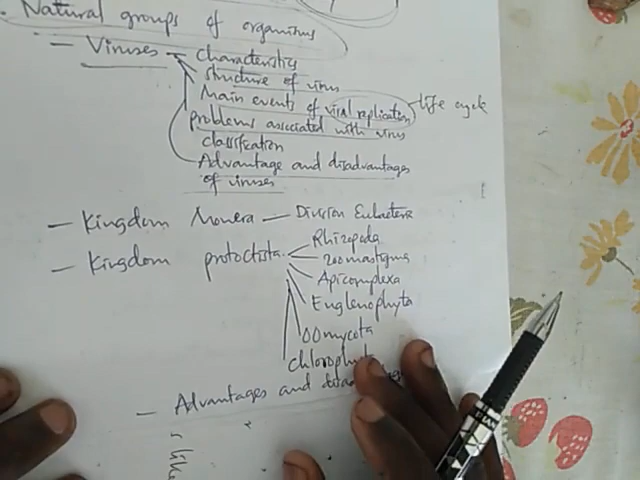 - Natural groups of organisms
- Viruses - characteristics
structure of virus
Main events of viral replication - life cycle
problems associated with virus
classification
Advantage and disadvantages
of viruses
- Kingdom Monera - Division Eubacteria
- Kingdom protoctista - Rhizopoda
zoomastigma
Apicomplexa
Euglenophyta
Oomycota
chlorophyta
- Advantages and